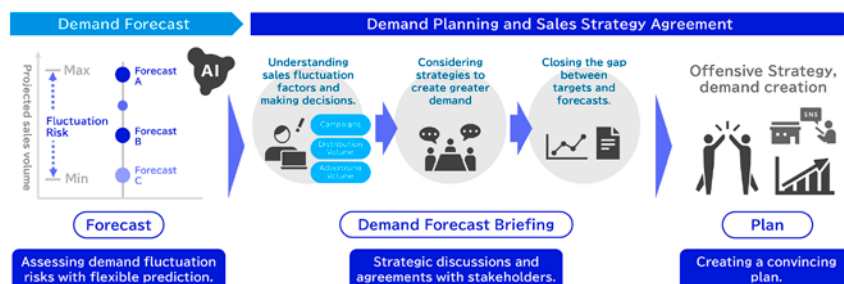 Demand Forecast
Demand Planning and Sales Strategy Agreement
Projected sales volume
Max
Fluctuation
Risk
Min
Forecast
A
Forecast
B
Forecast
C
AI
Understanding
sales fluctuation
factors and
making decisions.
Campaigns
Distribution
Volume
Advertising
Volume
Considering
strategies to
create greater
demand
Closing the gap
between
targets and
forecasts.
Offensive Strategy,
demand creation
SNS
Forecast
Demand Forecast Briefing
Plan
Assessing demand fluctuation
risks with flexible prediction.
Strategic discussions and
agreements with stakeholders.
Creating a convincing
plan.